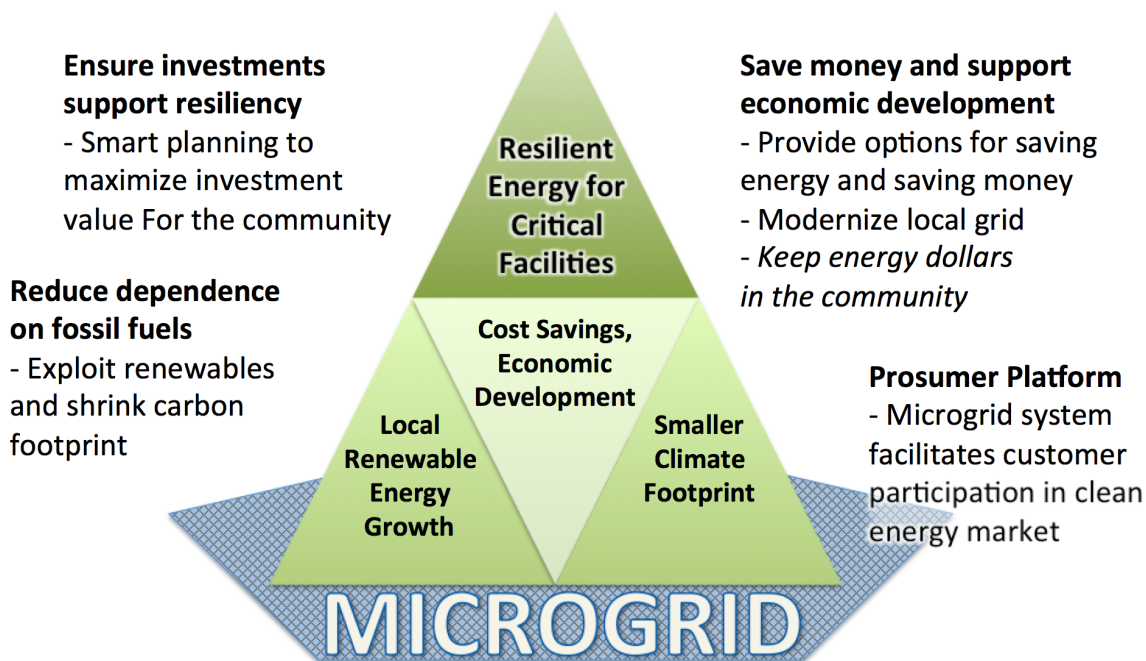 Ensure investments
support resiliency
- Smart planning to
maximize investment
value For the community
Reduce dependence
on fossil fuels
- Exploit renewables
and shrink carbon
footprint
Resilient
Energy for
Critical
Facilities
Cost Savings,
Economic
Development
Local
Renewable
Energy
Growth
Smaller
Climate
Footprint
Save money and support
economic development
- Provide options for saving
energy and saving money
- Modernize local grid
- Keep energy dollars
in the community
Prosumer Platform
- Microgrid system
facilitates customer
participation in clean
energy market
MICROGRID